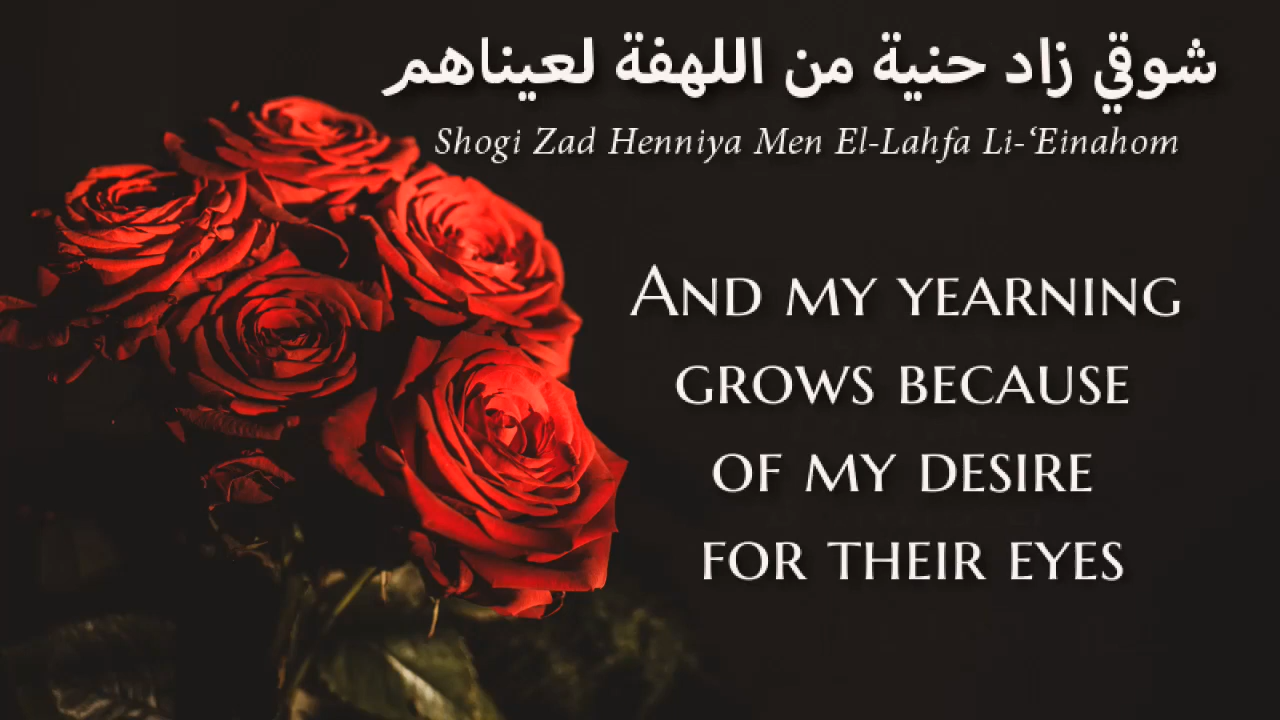 شوقي زاد حنية من اللهفة لعيناهم
Shogi Zad Henniya Men El-Lahfa Li-‘Einahom
And my yearning
grows because
of my desire
for their eyes